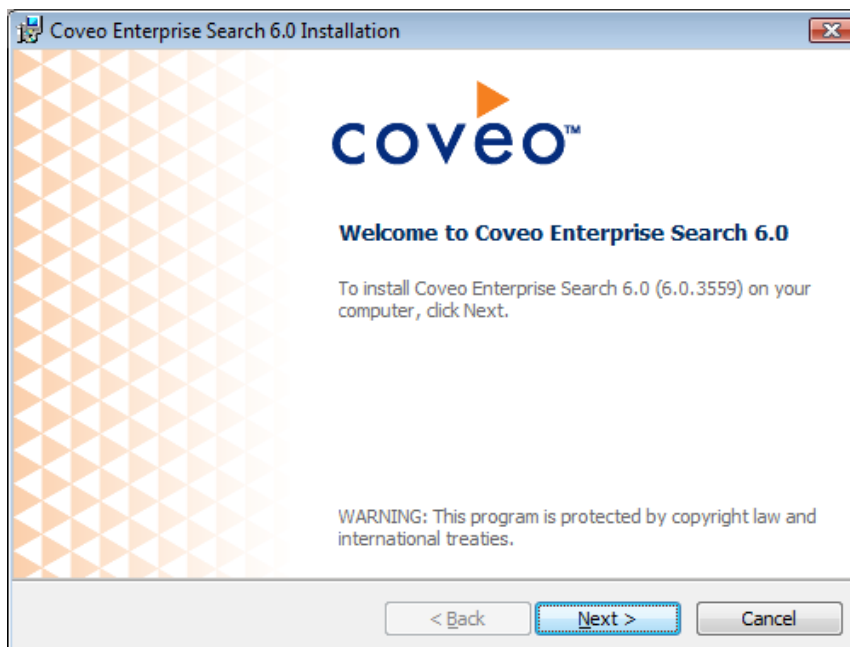 Coveo Enterprise Search 6.0 Installation
coveo™
Welcome to Coveo Enterprise Search 6.0
To install Coveo Enterprise Search 6.0 (6.0.3559) on your
computer, click Next.
WARNING: This program is protected by copyright law and
international treaties.
< Back
Next >
Cancel